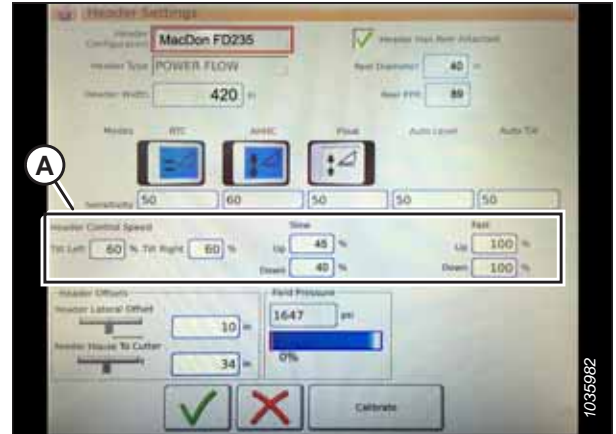 Header Settings
Header Configuration MacDon FD235
Header Has Reel Attached
Header Type POWER FLOW
Reel Diameter 40 in
Header Width 420 in
Reel PPR 89
Modes RTC AHHC Float Auto Level Auto Tilt
Sensitivity 50 60 50 50 50
A
Header Control Speed Slow Fast
Tilt Left 60 % Tilt Right 60 % Up 48 % Up 100 %
Down 40 % Down 100 %
Header Offsets Field Pressure
Header Lateral Offset
10 in
1647 psi
Feeder House To Cutter
34 in
0%
Calibrate
1035982